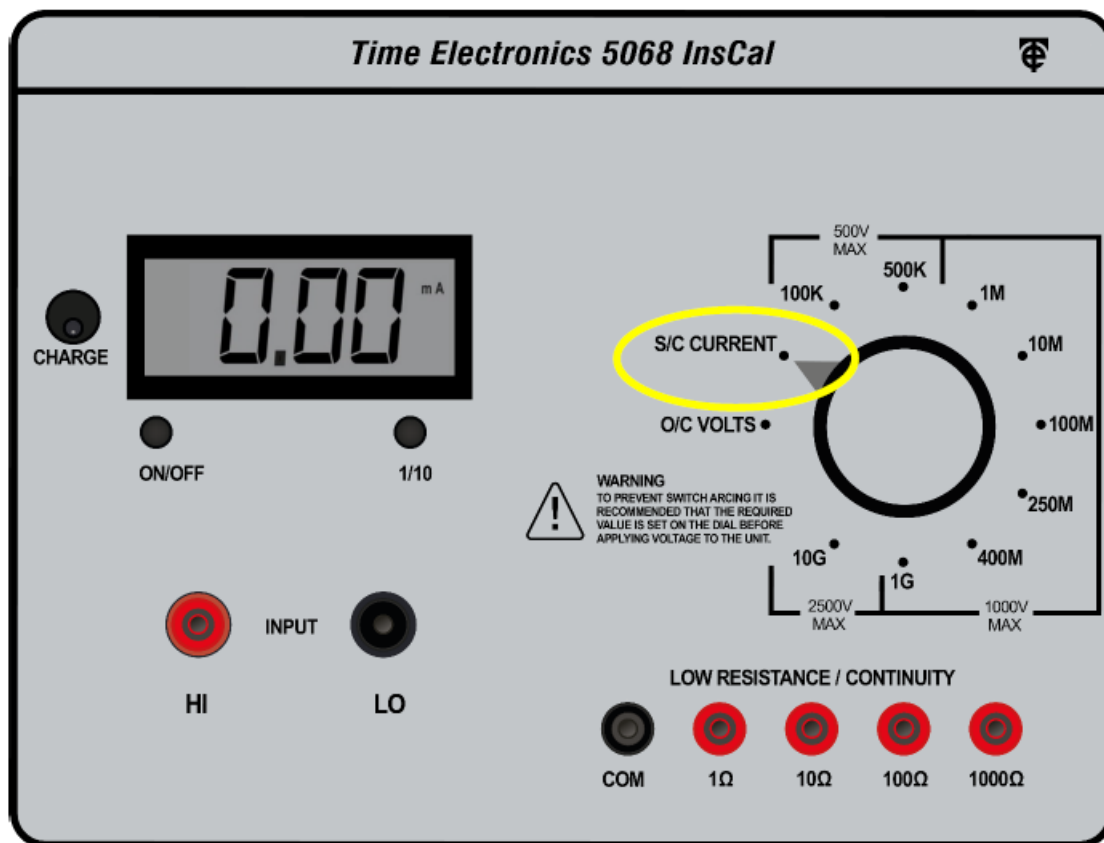 Time Electronics 5068 InsCal
0.00 mA
CHARGE
ON/OFF
1/10
500V
MAX
500K
100K
1M
S/C CURRENT
10M
O/C VOLTS
100M
WARNING
TO PREVENT SWITCH ARCING IT IS
RECOMMENDED THAT THE REQUIRED
VALUE IS SET ON THE DIAL BEFORE
APPLYING VOLTAGE TO THE UNIT.
250M
10G
400M
1G
2500V
MAX
1000V
MAX
INPUT
HI
LO
LOW RESISTANCE / CONTINUITY
COM
1Ω
10Ω
100Ω
1000Ω